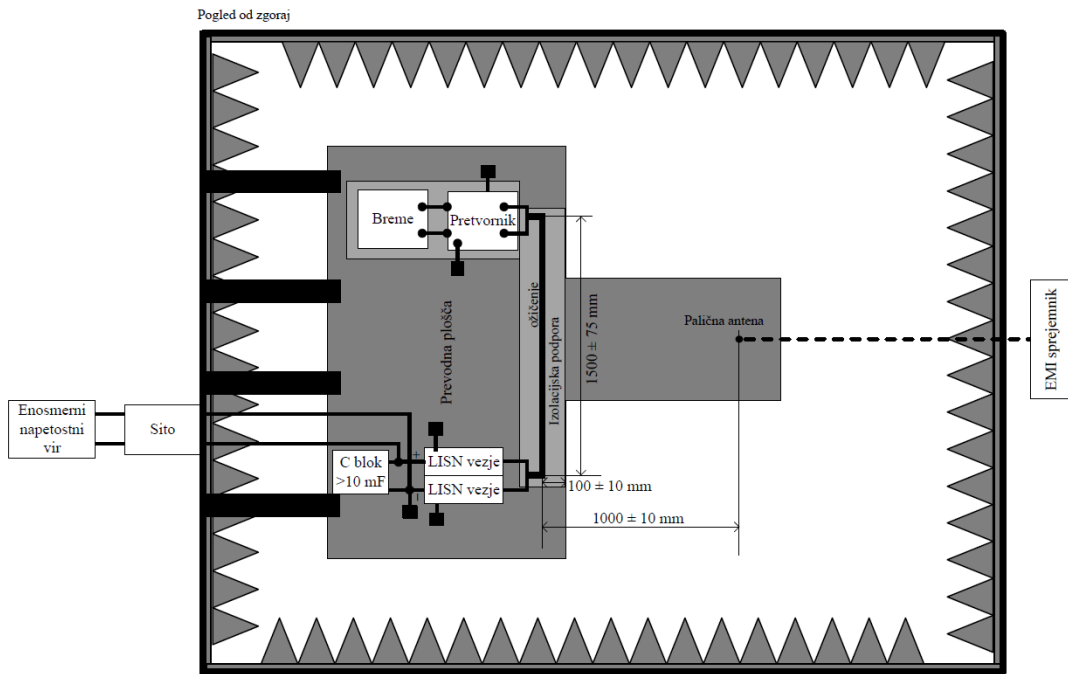 Pogled od zgoraj
Breme
Pretvornik
ožičenje
Izolacijska podpora
1500 ± 75 mm
Prevodna plošča
Palična antena
EMI sprejemnik
Enosmerni
napetostni
vir
Sito
C blok
>10 mF
+
LISN vezje
−
LISN vezje
100 ± 10 mm
1000 ± 10 mm